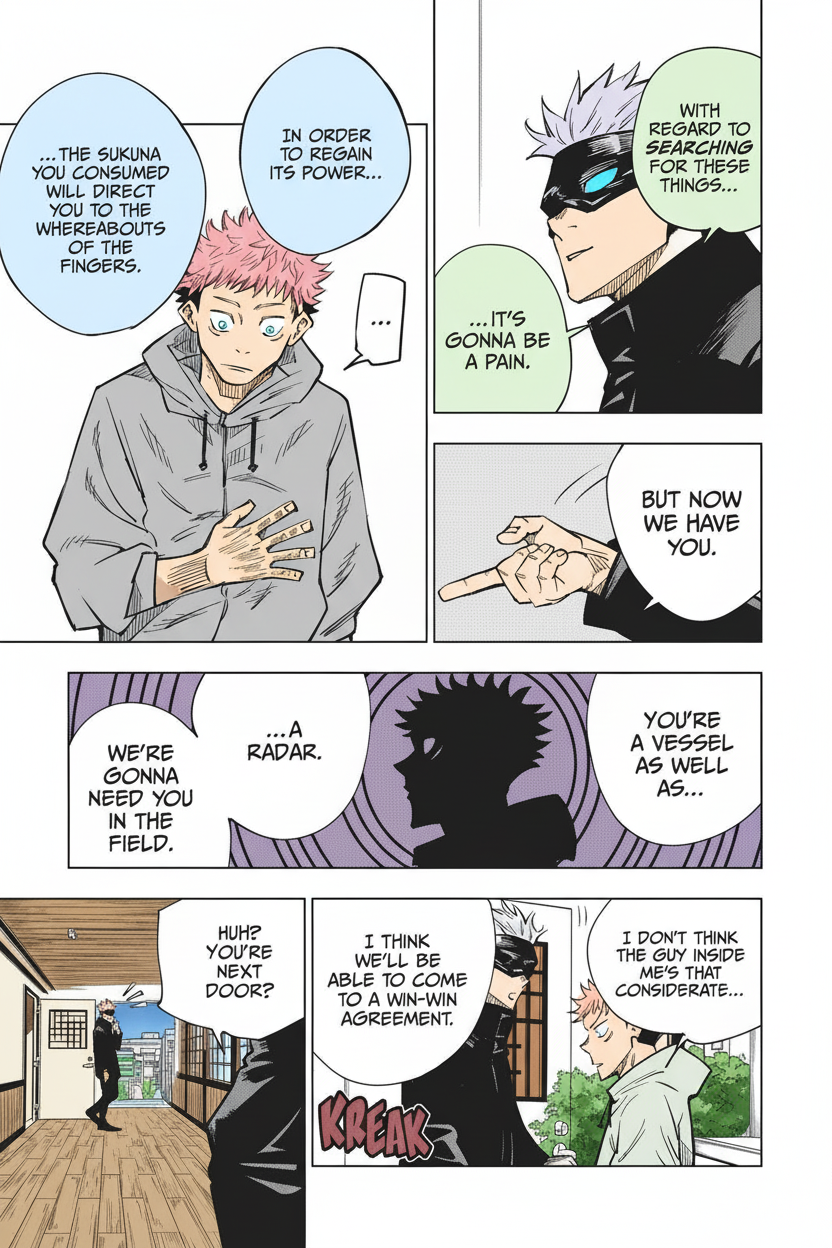 WITH
REGARD TO
SEARCHING
FOR THESE
THINGS...
...IT'S
GONNA BE
A PAIN.
IN ORDER
TO REGAIN
ITS POWER...
...THE SUKUNA
YOU CONSUMED
WILL DIRECT
YOU TO THE
WHEREABOUTS
OF THE
FINGERS.
...
BUT NOW
WE HAVE
YOU.
YOU'RE
A VESSEL
AS WELL
AS...
...A
RADAR.
WE'RE
GONNA
NEED YOU
IN THE
FIELD.
I DON'T THINK
THE GUY INSIDE
ME'S THAT
CONSIDERATE...
I THINK
WE'LL BE
ABLE TO COME
TO A WIN-WIN
AGREEMENT.
KREAK
HUH?
YOU'RE
NEXT
DOOR?